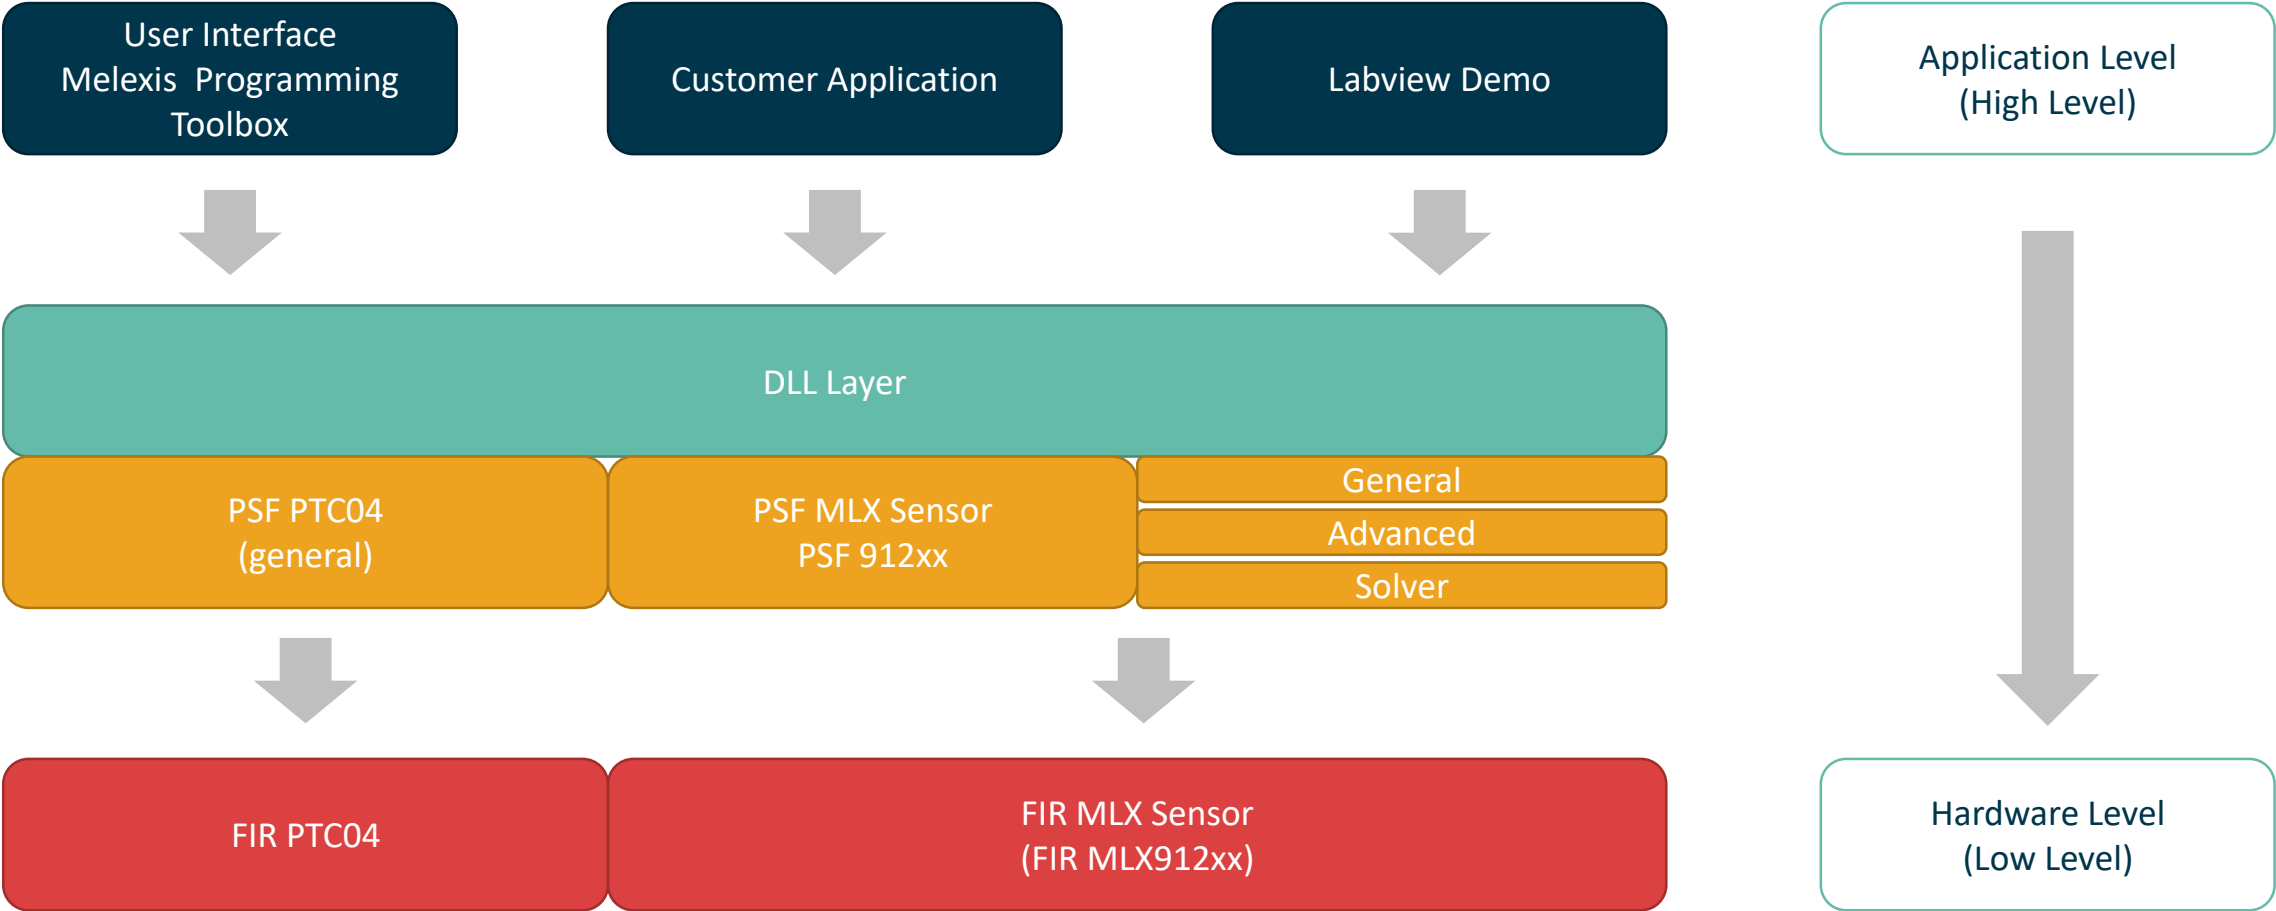 User Interface
Melexis  Programming
Toolbox
Customer Application
Labview Demo
Application Level
(High Level)
DLL Layer
PSF PTC04
(general)
PSF MLX Sensor
PSF 912xx
General
Advanced
Solver
FIR PTC04
FIR MLX Sensor
(FIR MLX912xx)
Hardware Level
(Low Level)